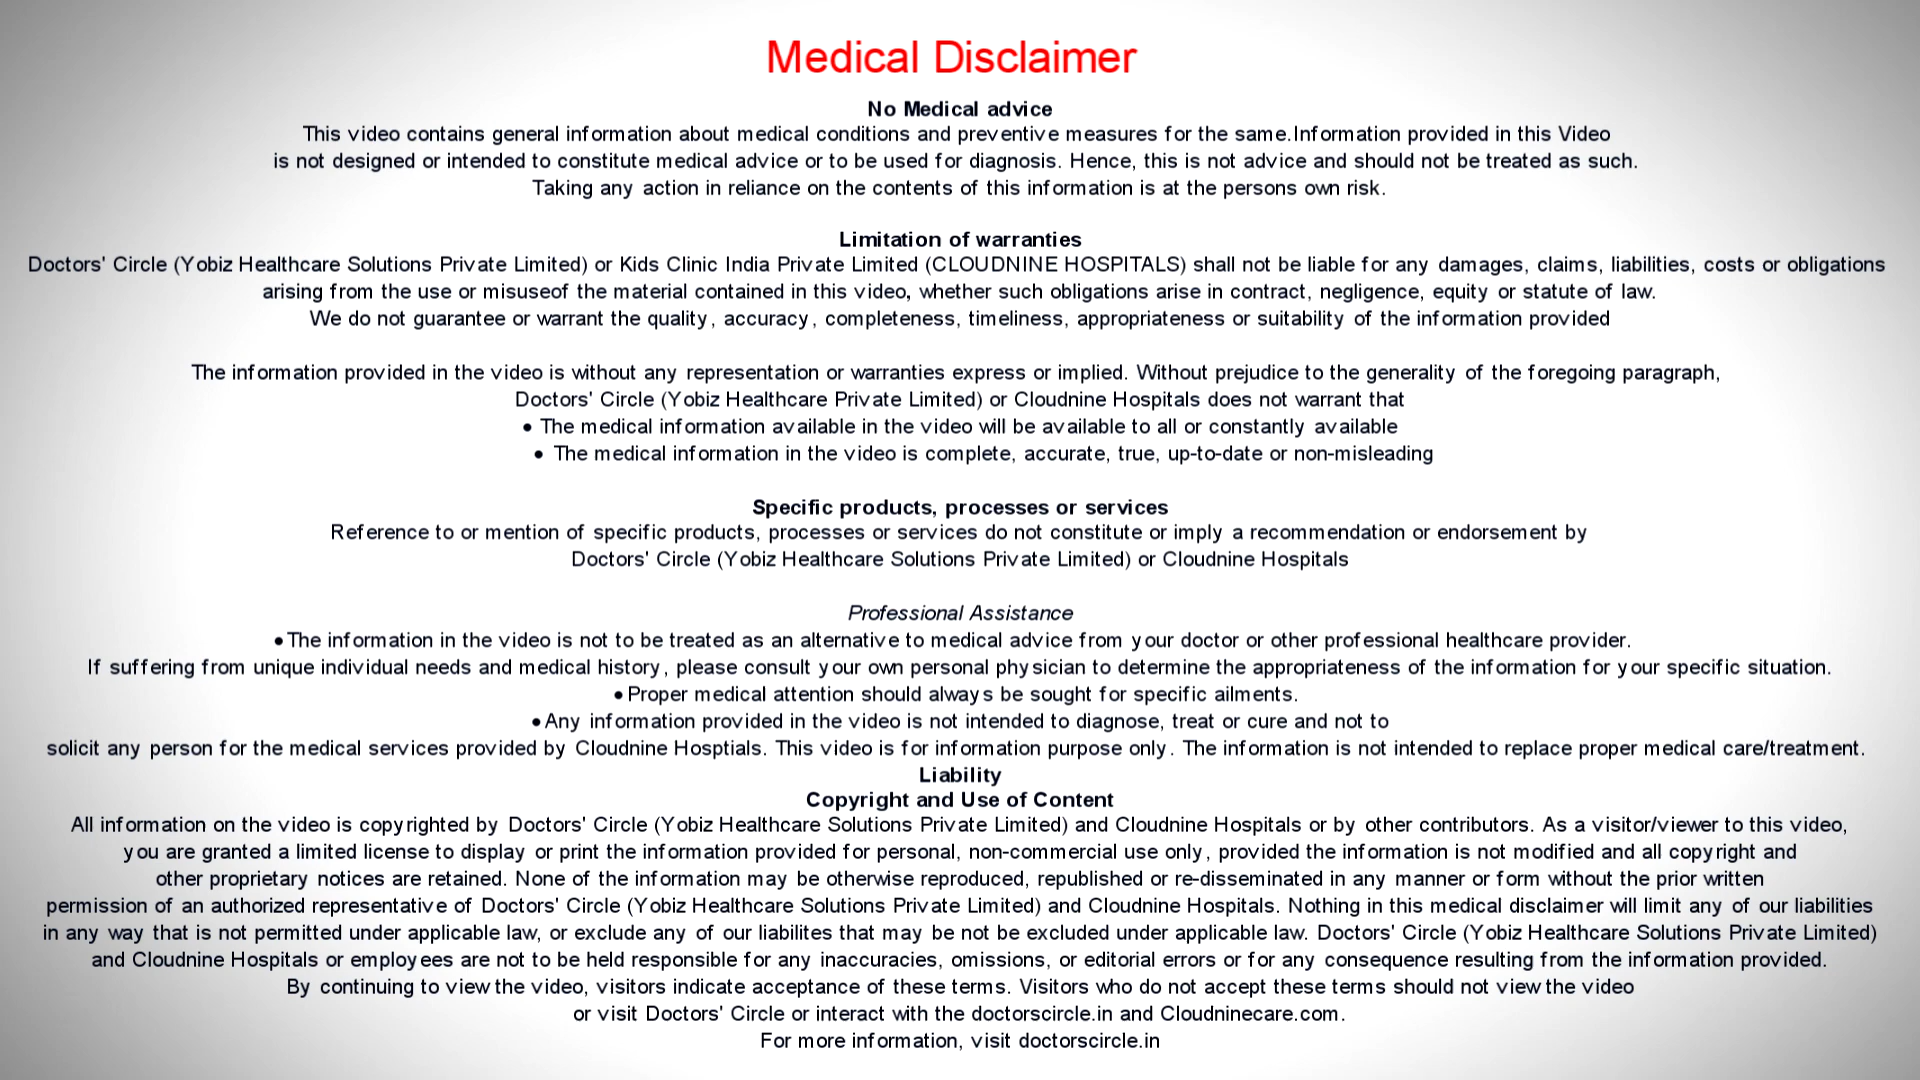 Medical Disclaimer
No Medical advice
This video contains general information about medical conditions and preventive measures for the same.Information provided in this Video
is not designed or intended to constitute medical advice or to be used for diagnosis. Hence, this is not advice and should not be treated as such.
Taking any action in reliance on the contents of this information is at the persons own risk.
Limitation of warranties
Doctors' Circle (Yobiz Healthcare Solutions Private Limited) or Kids Clinic India Private Limited (CLOUDNINE HOSPITALS) shall not be liable for any damages, claims, liabilities, costs or obligations
arising from the use or misuseof the material contained in this video, whether such obligations arise in contract, negligence, equity or statute of law.
We do not guarantee or warrant the quality, accuracy, completeness, timeliness, appropriateness or suitability of the information provided
The information provided in the video is without any representation or warranties express or implied. Without prejudice to the generality of the foregoing paragraph,
Doctors' Circle (Yobiz Healthcare Private Limited) or Cloudnine Hospitals does not warrant that
• The medical information available in the video will be available to all or constantly available
• The medical information in the video is complete, accurate, true, up-to-date or non-misleading
Specific products, processes or services
Reference to or mention of specific products, processes or services do not constitute or imply a recommendation or endorsement by
Doctors' Circle (Yobiz Healthcare Solutions Private Limited) or Cloudnine Hospitals
Professional Assistance
• The information in the video is not to be treated as an alternative to medical advice from your doctor or other professional healthcare provider.
If suffering from unique individual needs and medical history, please consult your own personal physician to determine the appropriateness of the information for your specific situation.
• Proper medical attention should always be sought for specific ailments.
• Any information provided in the video is not intended to diagnose, treat or cure and not to
solicit any person for the medical services provided by Cloudnine Hosptials. This video is for information purpose only. The information is not intended to replace proper medical care/treatment.
Liability
Copyright and Use of Content
All information on the video is copyrighted by Doctors' Circle (Yobiz Healthcare Solutions Private Limited) and Cloudnine Hospitals or by other contributors. As a visitor/viewer to this video,
you are granted a limited license to display or print the information provided for personal, non-commercial use only, provided the information is not modified and all copyright and
other proprietary notices are retained. None of the information may be otherwise reproduced, republished or re-disseminated in any manner or form without the prior written
permission of an authorized representative of Doctors' Circle (Yobiz Healthcare Solutions Private Limited) and Cloudnine Hospitals. Nothing in this medical disclaimer will limit any of our liabilities
in any way that is not permitted under applicable law, or exclude any of our liabilites that may be not be excluded under applicable law. Doctors' Circle (Yobiz Healthcare Solutions Private Limited)
and Cloudnine Hospitals or employees are not to be held responsible for any inaccuracies, omissions, or editorial errors or for any consequence resulting from the information provided.
By continuing to view the video, visitors indicate acceptance of these terms. Visitors who do not accept these terms should not view the video
or visit Doctors' Circle or interact with the doctorscircle.in and Cloudninecare.com.
For more information, visit doctorscircle.in